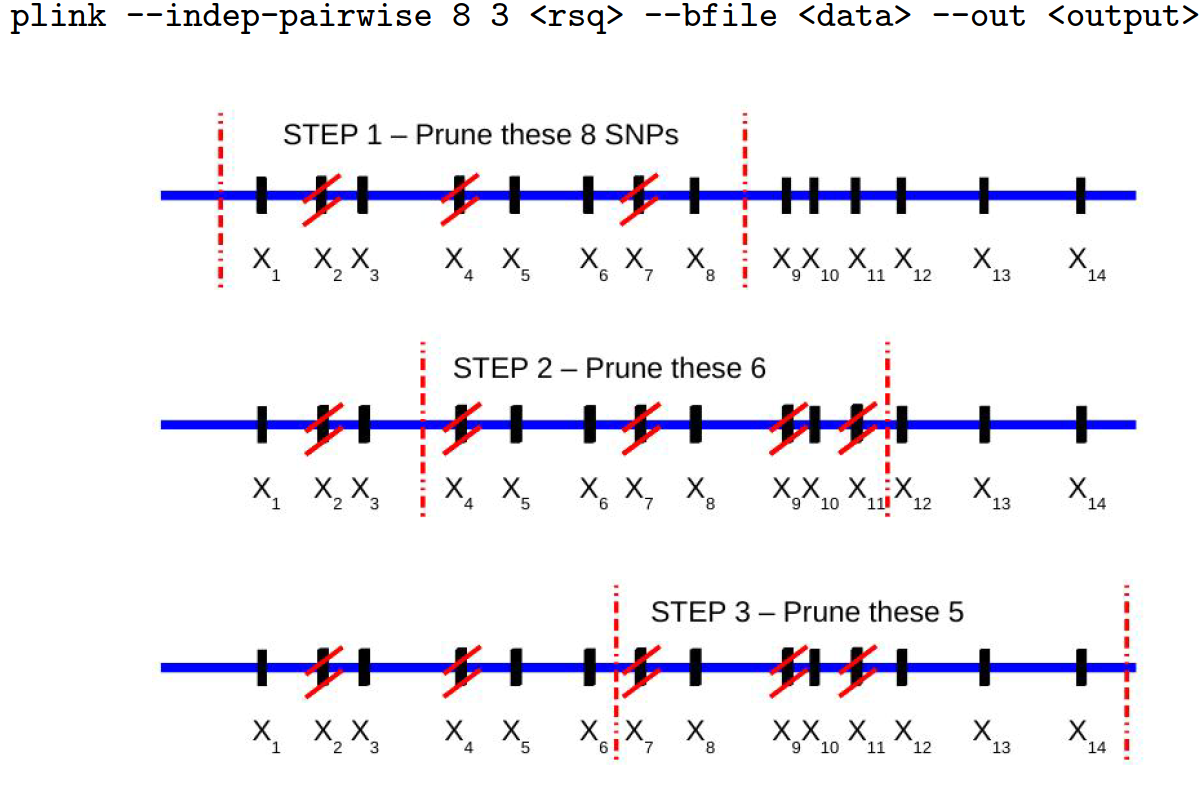 plink --indep-pairwise 8 3 <rsq> --bfile <data> --out <output>
STEP 1 – Prune these 8 SNPs
X1 X2 X3 X4 X5 X6 X7 X8 X9 X10 X11 X12 X13 X14
STEP 2 – Prune these 6
X1 X2 X3 X4 X5 X6 X7 X8 X9 X10 X11 X12 X13 X14
STEP 3 – Prune these 5
X1 X2 X3 X4 X5 X6 X7 X8 X9 X10 X11 X12 X13 X14